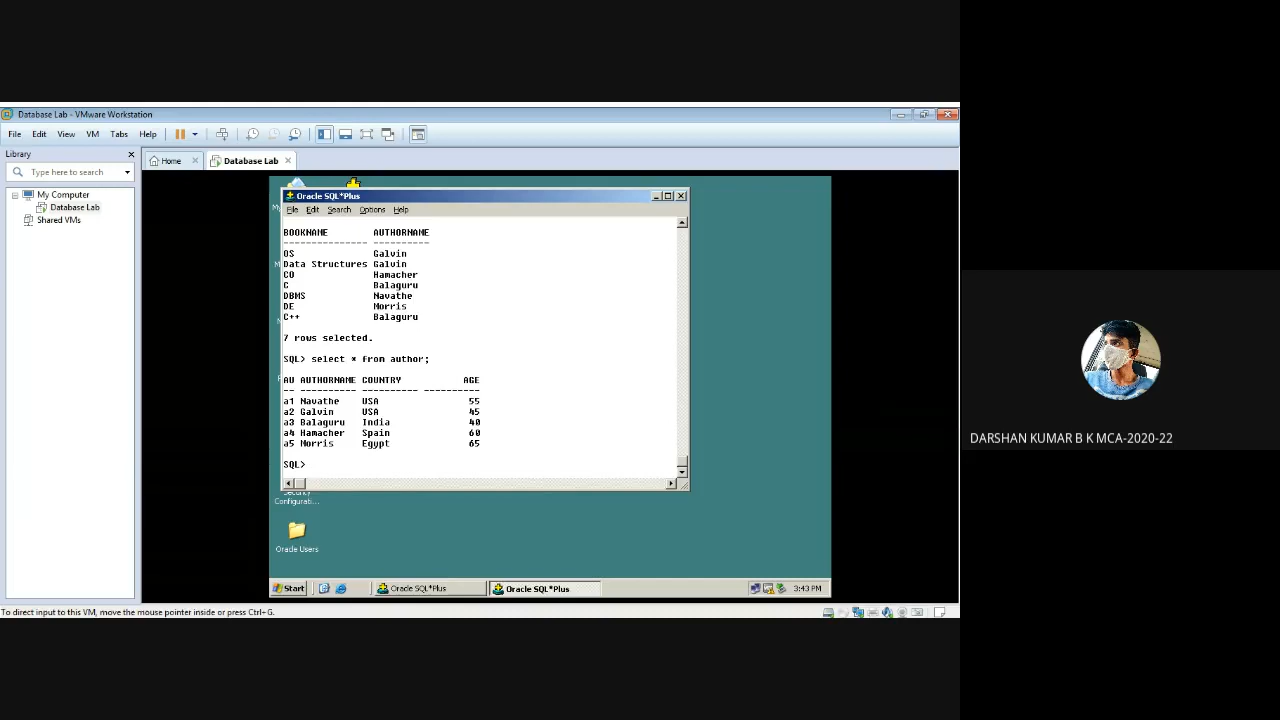 Database Lab - VMware Workstation
File Edit View VM Tabs Help
Library
Type here to search
My Computer
Database Lab
Shared VMs
Home
Database Lab
Oracle SQL*Plus
File Edit Search Options Help
BOOKNAME AUTHORNAME
--------------- ----------
OS Galvin
Data Structures Galvin
CO Hamacher
C Balaguru
DBMS Navathe
DE Morris
C++ Balaguru
7 rows selected.
SQL> select * from author;
AU AUTHORNAME COUNTRY AGE
-- ---------- ---------- ----------
a1 Navathe USA 55
a2 Galvin USA 45
a3 Balaguru India 40
a4 Hamacher Spain 60
a5 Morris Egypt 65
SQL>
Security
Configurati...
Oracle Users
Start
Oracle SQL*Plus
Oracle SQL*Plus
3:43 PM
To direct input to this VM, move the mouse pointer inside or press Ctrl+G.
DARSHAN KUMAR B K MCA-2020-22